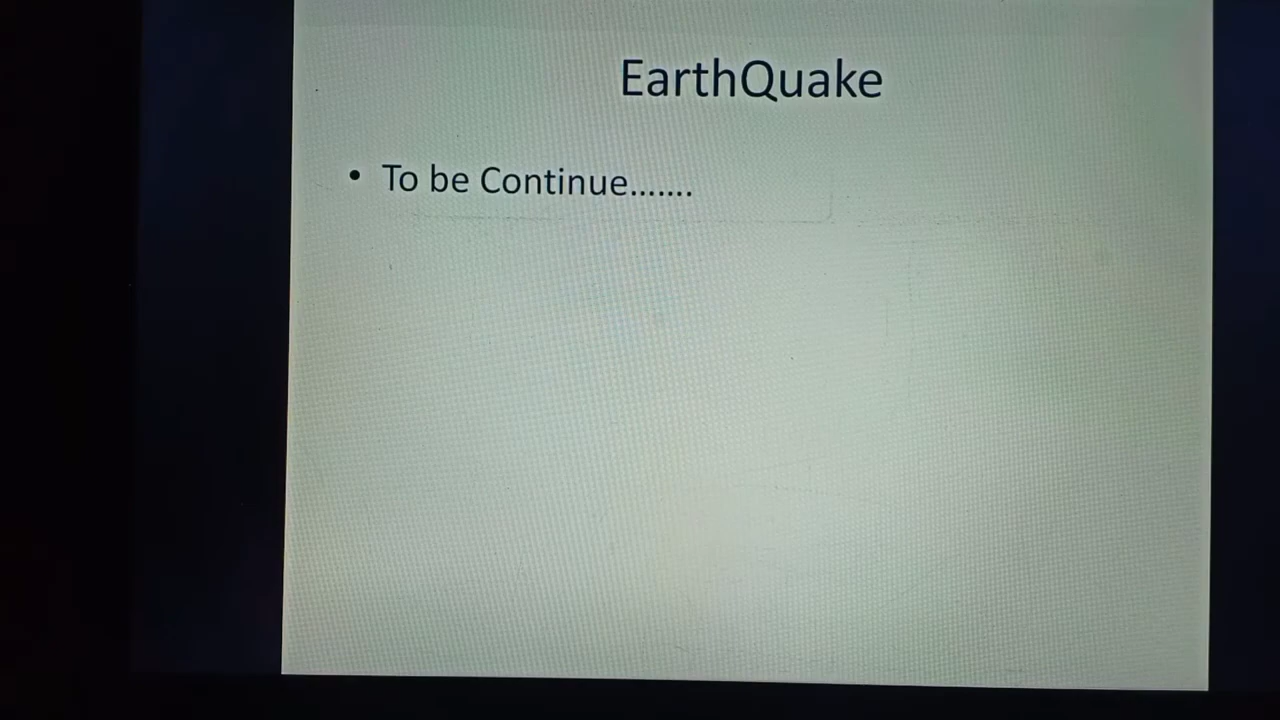 EarthQuake
• To be Continue.......